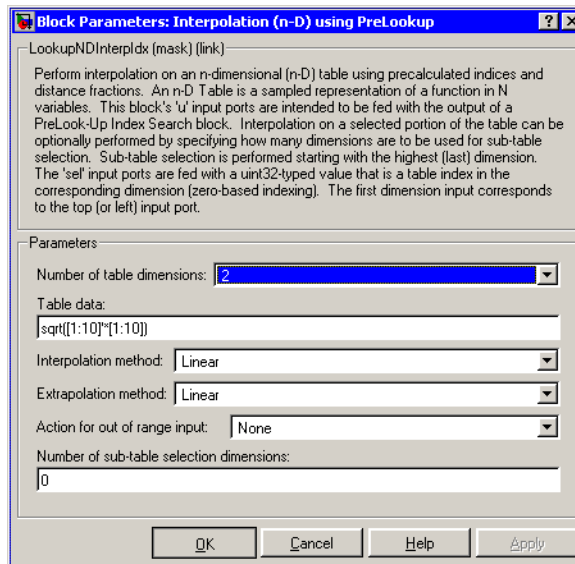 Block Parameters: Interpolation (n-D) using PreLookup
LookupNDInterpIdx (mask) (link)
Perform interpolation on an n-dimensional (n-D) table using precalculated indices and
distance fractions. An n-D Table is a sampled representation of a function in N
variables. This block's 'u' input ports are intended to be fed with the output of a
PreLook-Up Index Search block. Interpolation on a selected portion of the table can be
optionally performed by specifying how many dimensions are to be used for sub-table
selection. Sub-table selection is performed starting with the highest (last) dimension.
The 'sel' input ports are fed with a uint32-typed value that is a table index in the
corresponding dimension (zero-based indexing). The first dimension input corresponds
to the top (or left) input port.
Parameters
Number of table dimensions: 2
Table data:
sqrt([1:10]'*[1:10])
Interpolation method: Linear
Extrapolation method: Linear
Action for out of range input: None
Number of sub-table selection dimensions:
0
OK Cancel Help Apply